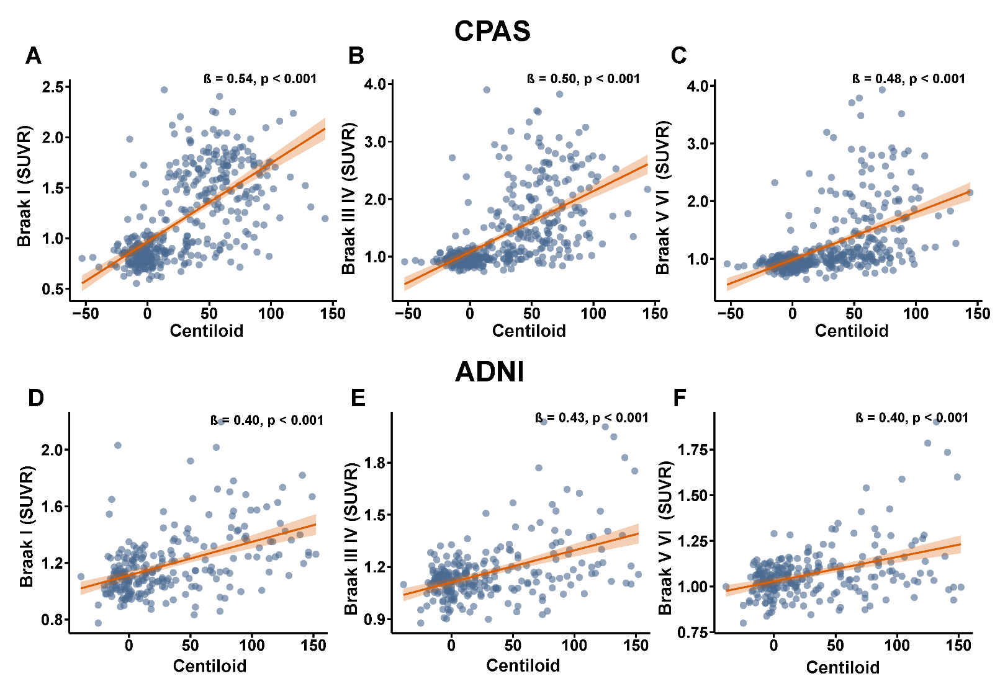 CPAS
A
B
C
ß = 0.54, p < 0.001
ß = 0.50, p < 0.001
ß = 0.48, p < 0.001
Braak I (SUVR)
2.5
2.0
1.5
1.0
0.5
−50 0 50 100 150
Centiloid
Braak III IV (SUVR)
4.0
3.0
2.0
1.0
−50 0 50 100 150
Centiloid
Braak V VI (SUVR)
4.0
3.0
2.0
1.0
−50 0 50 100 150
Centiloid
ADNI
D
E
F
ß = 0.40, p < 0.001
ß = 0.43, p < 0.001
ß = 0.40, p < 0.001
Braak I (SUVR)
2.0
1.6
1.2
0.8
0 50 100 150
Centiloid
Braak III IV (SUVR)
1.8
1.5
1.2
0.9
0 50 100 150
Centiloid
Braak V VI (SUVR)
1.75
1.50
1.25
1.00
0.75
0 50 100 150
Centiloid